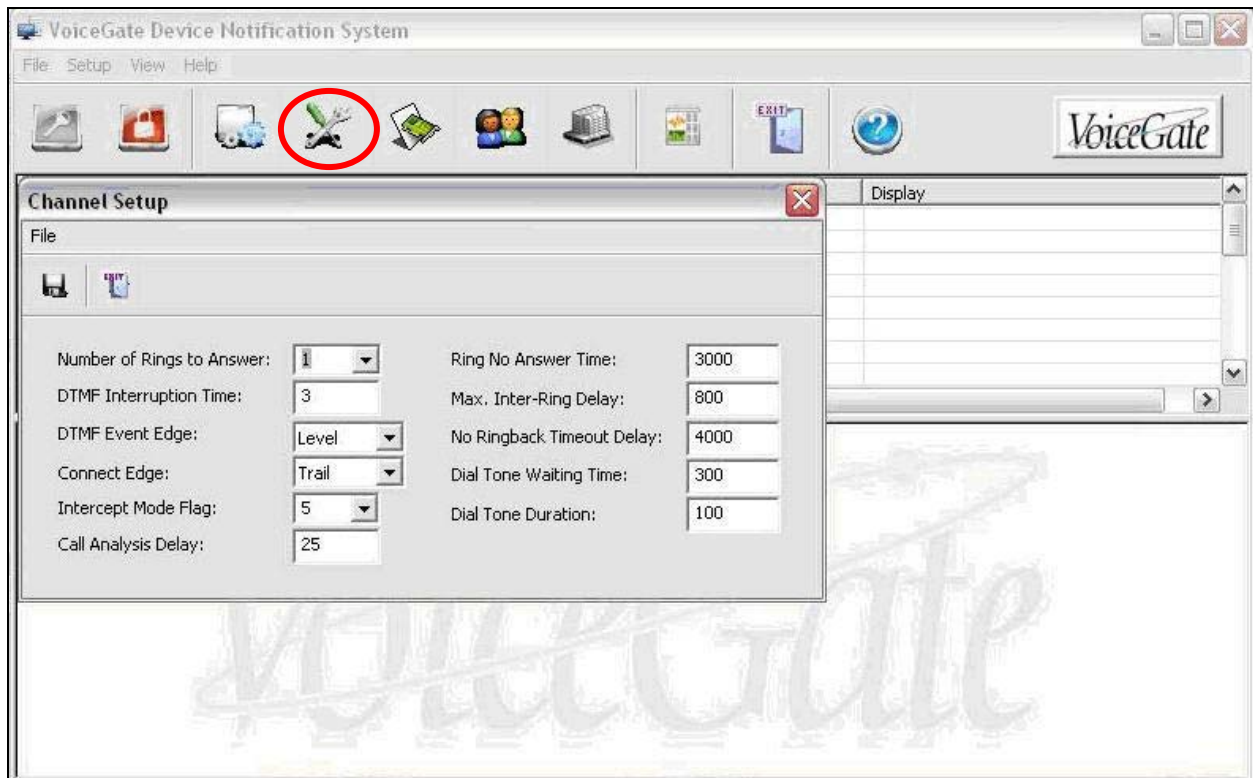 VoiceGate Device Notification System
File Setup View Help
EXIT
VoiceGate
Channel Setup
Display
File
EXIT
Number of Rings to Answer: 1
Ring No Answer Time: 3000
DTMF Interruption Time: 3
Max. Inter-Ring Delay: 800
DTMF Event Edge: Level
No Ringback Timeout Delay: 4000
Connect Edge: Trail
Dial Tone Waiting Time: 300
Intercept Mode Flag: 5
Dial Tone Duration: 100
Call Analysis Delay: 25
VoiceGate